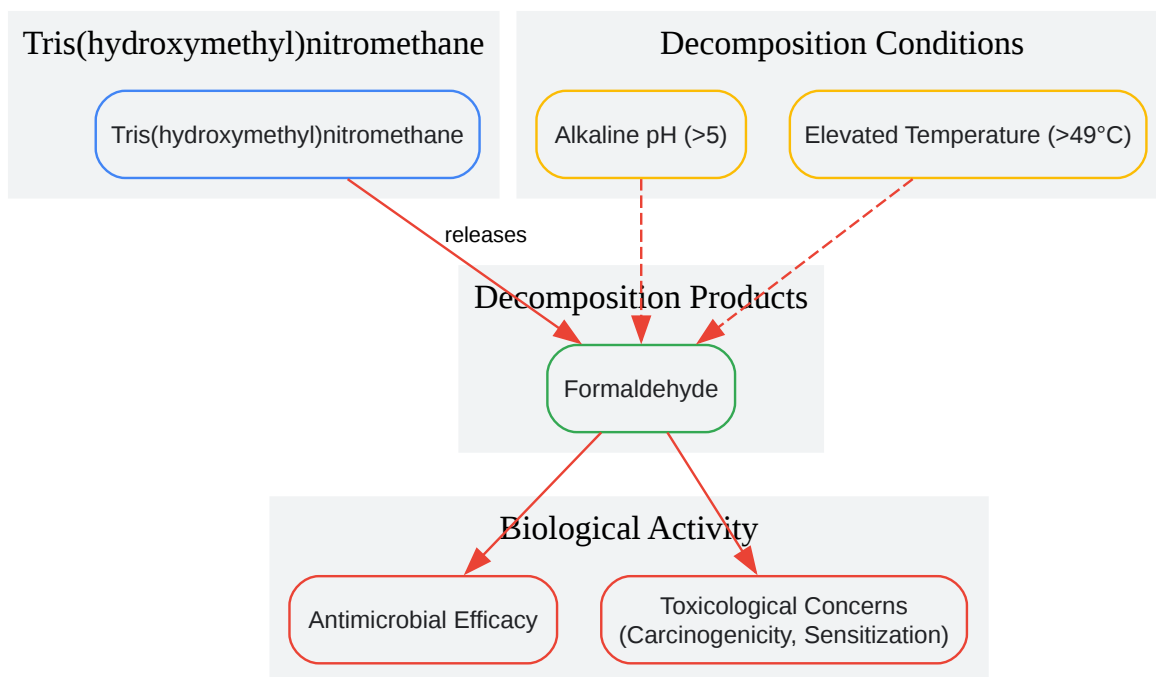 Tris(hydroxymethyl)nitromethane
Decomposition Conditions
Tris(hydroxymethyl)nitromethane
Alkaline pH (>5)
Elevated Temperature (>49°C)
releases
Decomposition Products
Formaldehyde
Biological Activity
Antimicrobial Efficacy
Toxicological Concerns
(Carcinogenicity, Sensitization)